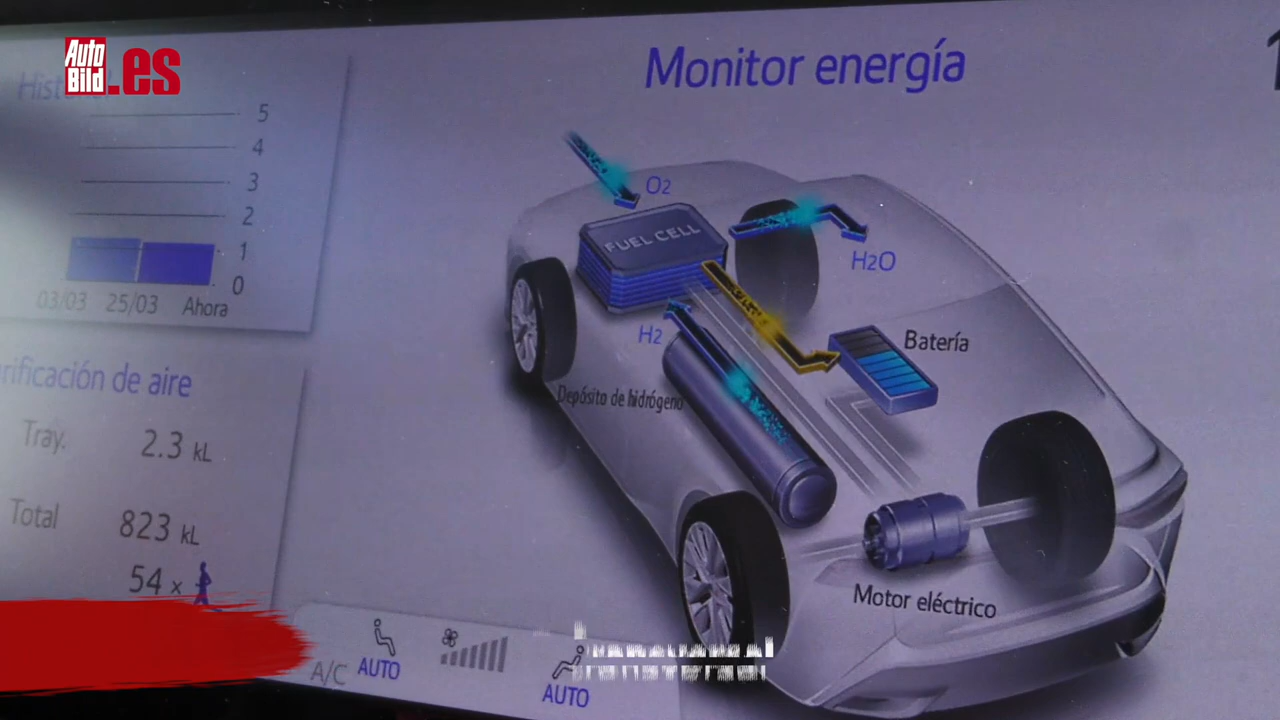 Auto
Bild.es
Monitor energía
5
4
3
2
1
0
03/03 25/03 Ahora
O2
FUEL CELL
H2O
H2
Batería
Depósito de hidrógeno
Motor eléctrico
rificación de aire
Tray. 2.3 kL
Total 823 kL
54 x
A/C AUTO
AUTO